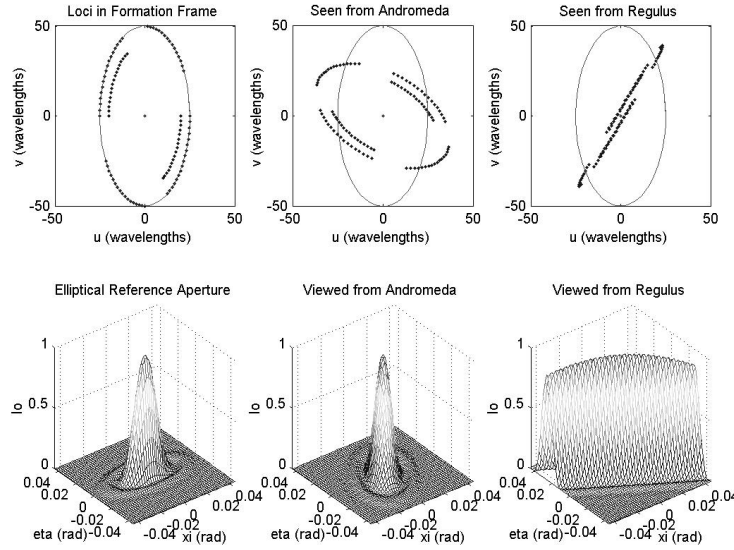 Loci in Formation Frame
Seen from Andromeda
Seen from Regulus
50
0
-50
-50
0
50
v (wavelengths)
u (wavelengths)
50
0
-50
-50
0
50
v (wavelengths)
u (wavelengths)
50
0
-50
-50
0
50
v (wavelengths)
u (wavelengths)
Elliptical Reference Aperture
Viewed from Andromeda
Viewed from Regulus
1
0.5
0
Io
0.04
0.02
0
-0.02
-0.04
eta (rad)
-0.04
-0.02
0
0.02
0.04
xi (rad)
1
0.5
0
Io
0.04
0.02
0
-0.02
-0.04
eta (rad)
-0.04
-0.02
0
0.02
0.04
xi (rad)
1
0.5
0
Io
0.04
0.02
0
-0.02
-0.04
eta (rad)
-0.04
-0.02
0
0.02
0.04
xi (rad)